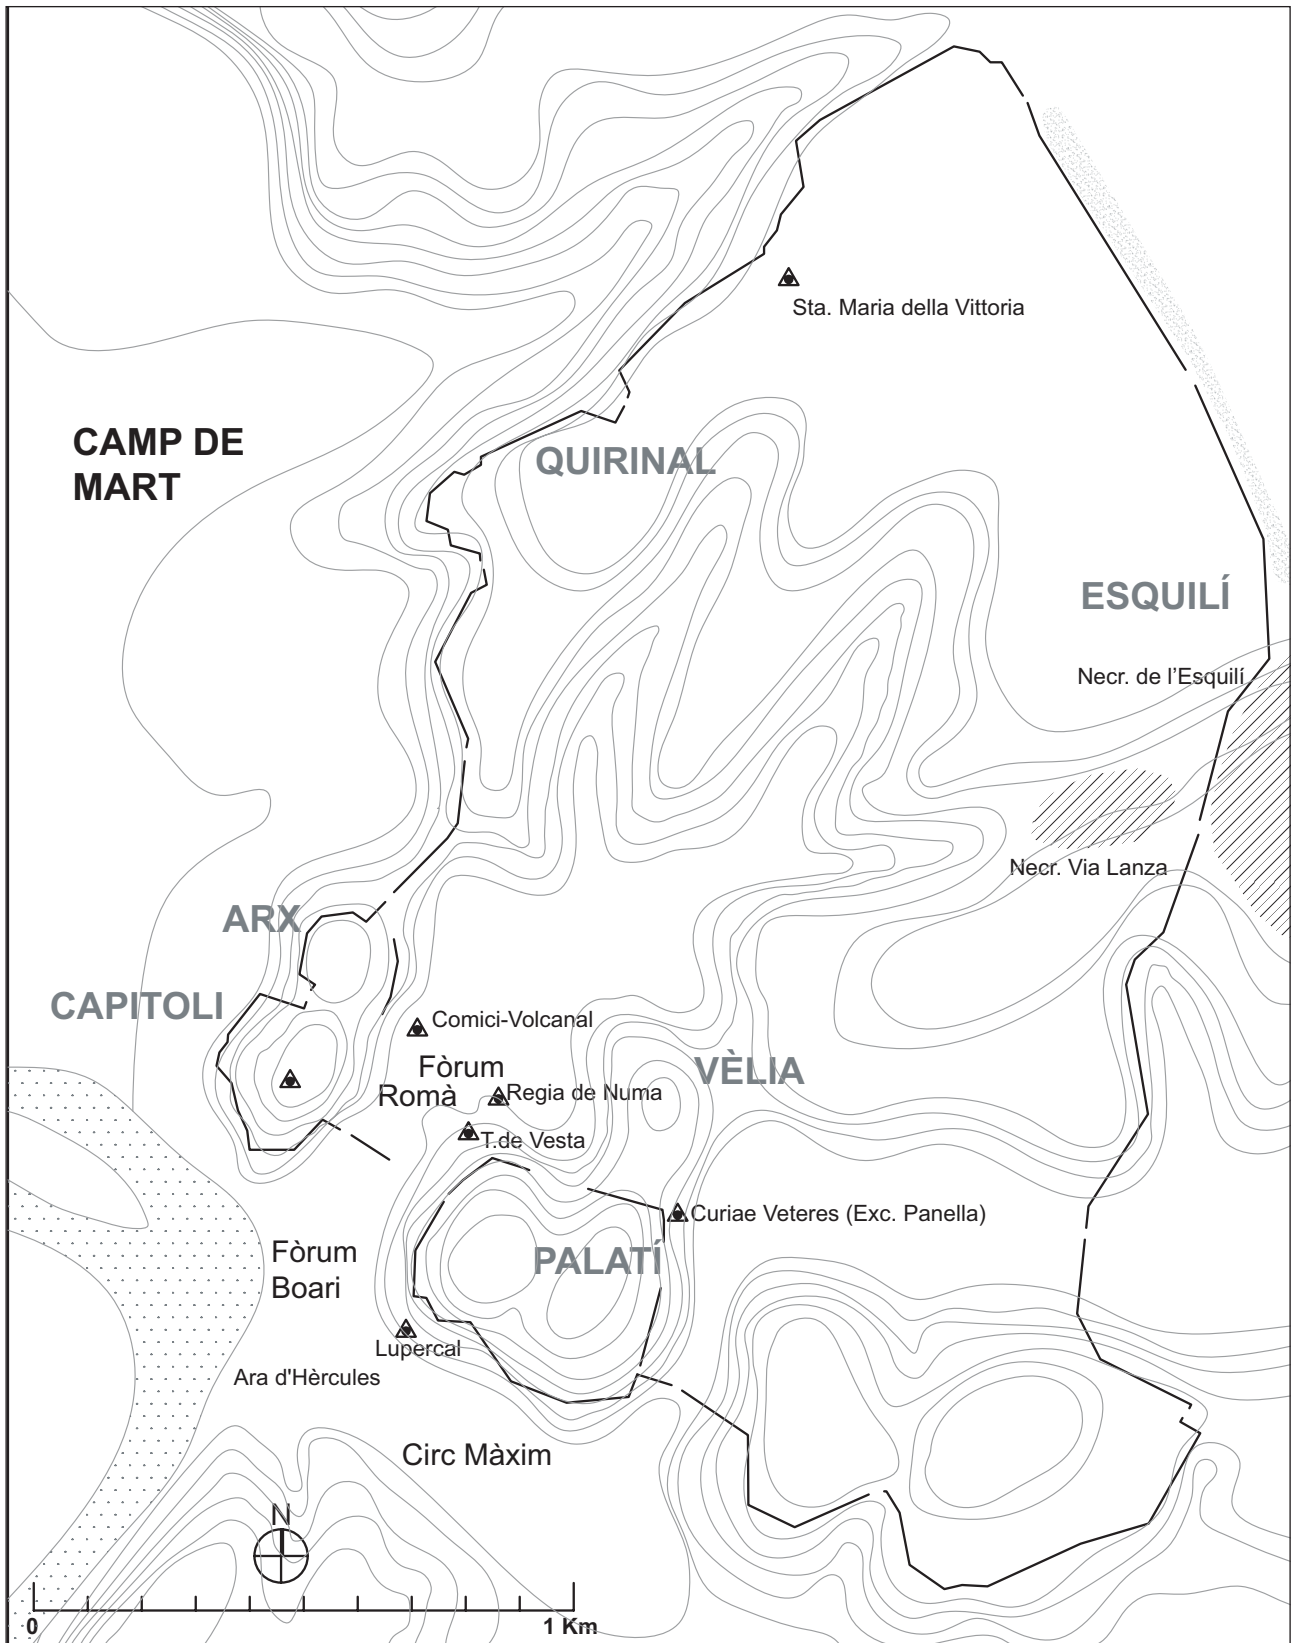 Sta. Maria della Vittoria
CAMP DE
MART
QUIRINAL
ESQUILÍ
Necr. de l'Esquilí
Necr. Via Lanza
ARX
CAPITOLI
Comici-Volcanal
Fòrum
Romà
VÈLIA
Regia de Numa
T.de Vesta
Curiae Veteres (Exc. Panella)
Fòrum
Boari
PALATÍ
Lupercal
Ara d'Hèrcules
Circ Màxim
N
0
1 Km